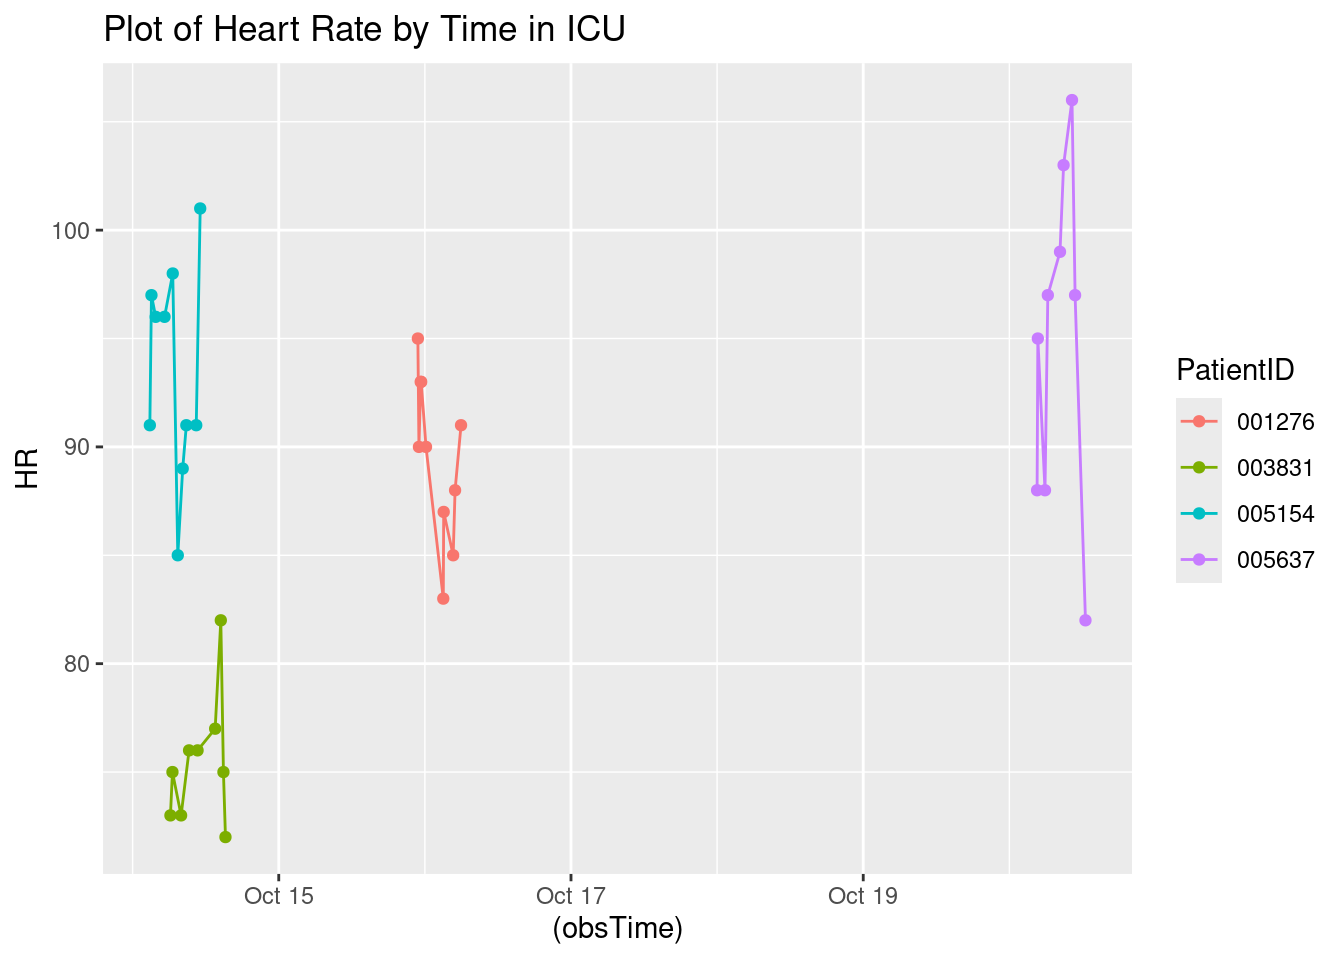 Plot of Heart Rate by Time in ICU
HR
100
90
80
Oct 15
Oct 17
Oct 19
(obsTime)
PatientID
001276
003831
005154
005637